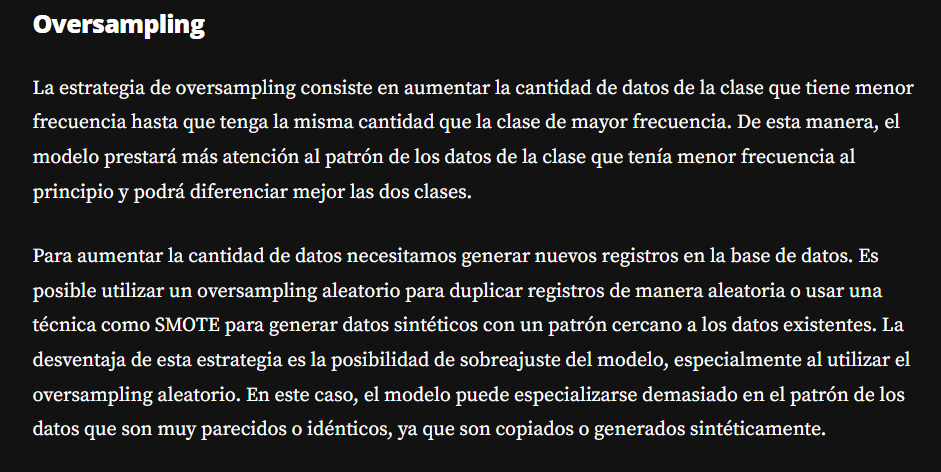 Oversampling
La estrategia de oversampling consiste en aumentar la cantidad de datos de la clase que tiene menor
frecuencia hasta que tenga la misma cantidad que la clase de mayor frecuencia. De esta manera, el
modelo prestará más atención al patrón de los datos de la clase que tenía menor frecuencia al
principio y podrá diferenciar mejor las dos clases.
Para aumentar la cantidad de datos necesitamos generar nuevos registros en la base de datos. Es
posible utilizar un oversampling aleatorio para duplicar registros de manera aleatoria o usar una
técnica como SMOTE para generar datos sintéticos con un patrón cercano a los datos existentes. La
desventaja de esta estrategia es la posibilidad de sobreajuste del modelo, especialmente al utilizar el
oversampling aleatorio. En este caso, el modelo puede especializarse demasiado en el patrón de los
datos que son muy parecidos o idénticos, ya que son copiados o generados sintéticamente.